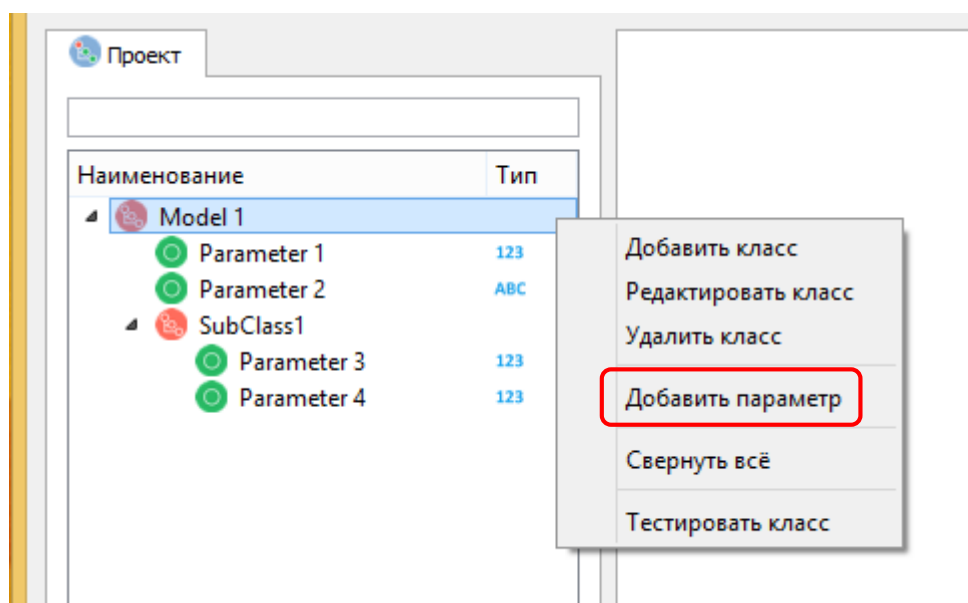 Проект
Наименование Тип
Model 1
Parameter 1 123
Parameter 2 ABC
SubClass1
Parameter 3 123
Parameter 4 123
Добавить класс
Редактировать класс
Удалить класс
Добавить параметр
Свернуть всё
Тестировать класс